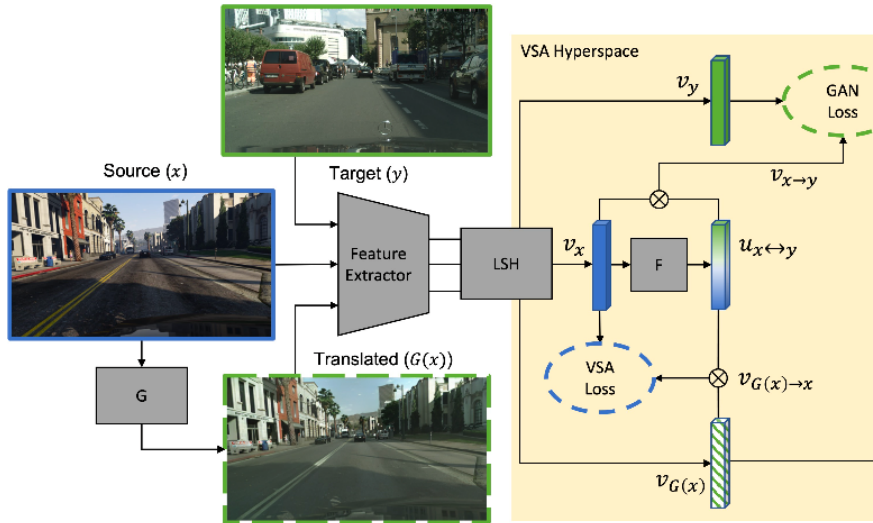 VSA Hyperspace
v_y
GAN
Loss
Source (x)
Target (y)
v_{x→y}
Feature
Extractor
LSH
v_x
F
u_{x↔y}
Translated (G(x))
VSA
Loss
v_{G(x)→x}
G
v_{G(x)}